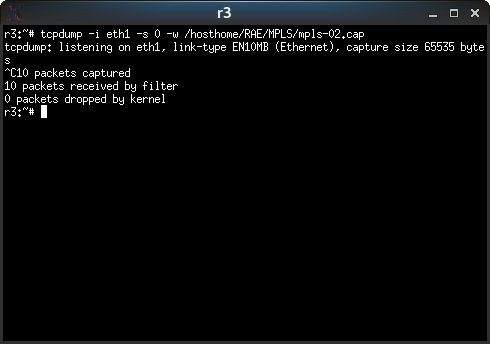 r3
r3:~# tcpdump -i eth1 -s 0 -w /hosthome/RAE/MPLS/mpls-02.cap
tcpdump: listening on eth1, link-type EN10MB (Ethernet), capture size 65535 byte
s
^C10 packets captured
10 packets received by filter
0 packets dropped by kernel
r3:~#